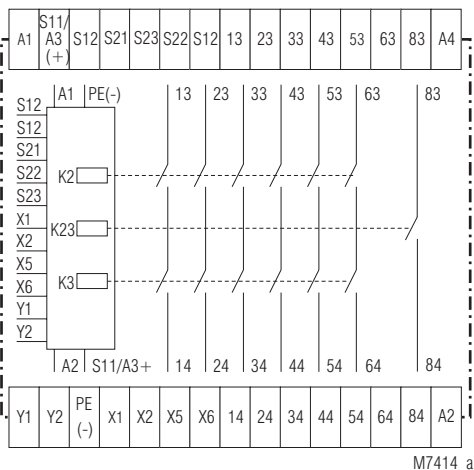 A1 S11/A3(+) S12 S21 S23 S22 S12 13 23 33 43 53 63 83 A4
A1 PE(-) 13 23 33 43 53 63 83
S12
S12
S21
S22
S23
X1
X2
X5
X6
Y1
Y2
K2
K23
K3
A2 S11/A3+ 14 24 34 44 54 64 84
Y1 Y2 PE(-) X1 X2 X5 X6 14 24 34 44 54 64 84 A2
M7414_a